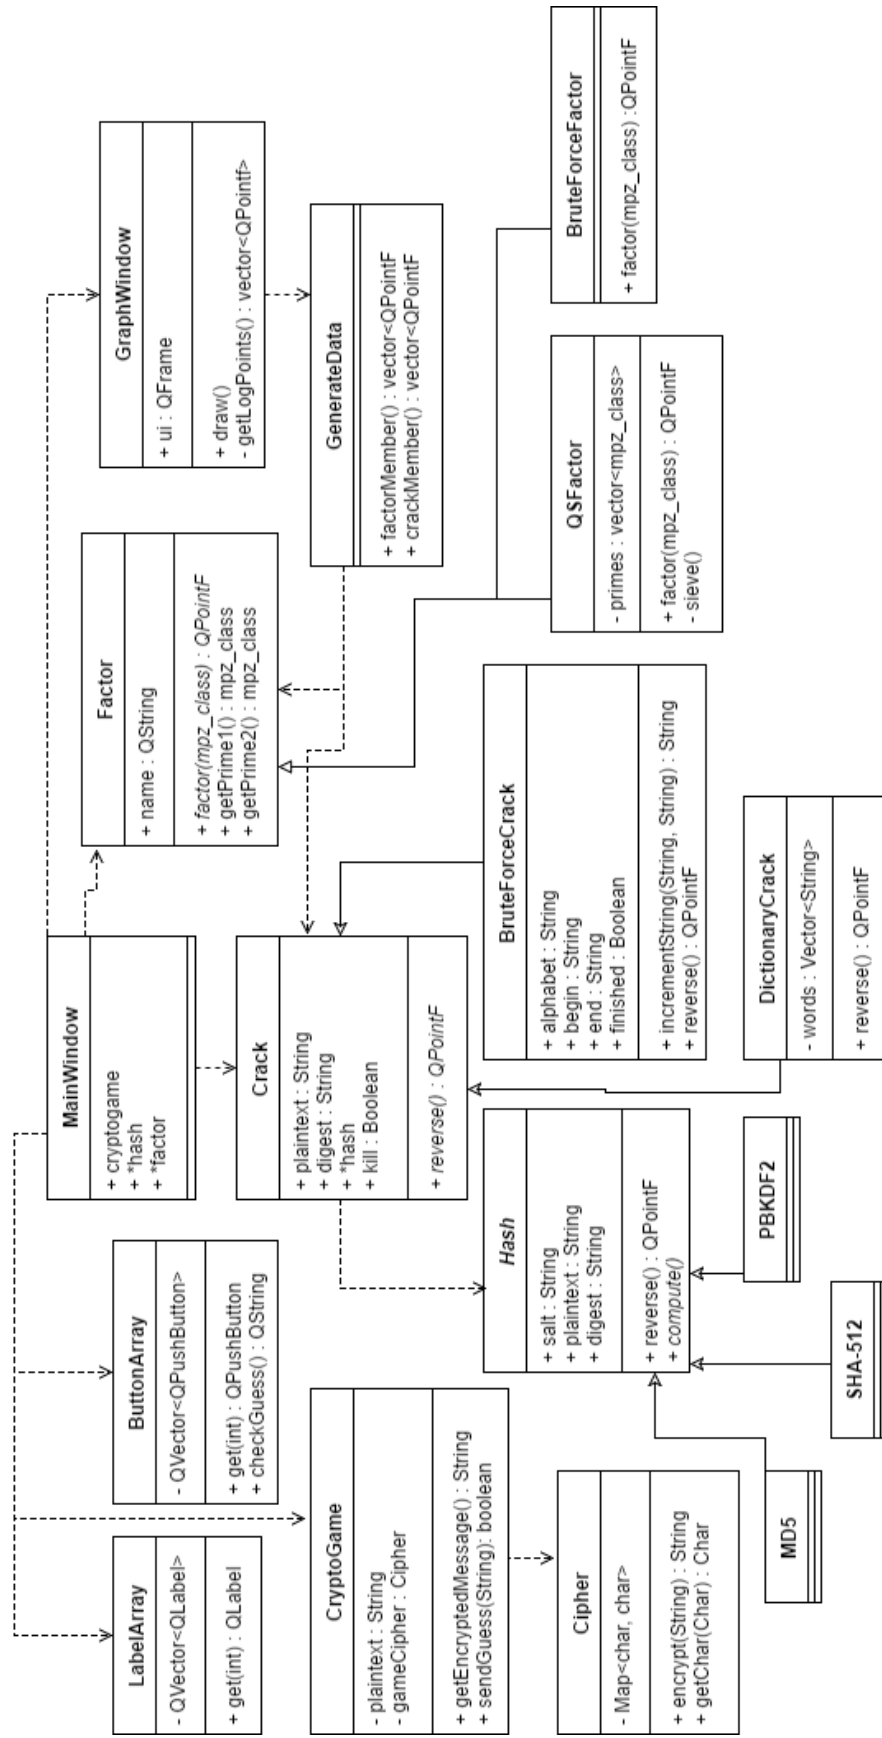 LabelArray
- QVector<QLabel>
+ get(int) : QLabel
ButtonArray
- QVector<QPushButton>
+ get(int) : QPushButton
+ checkGuess() : QString
MainWindow
+ cryptogame
+ *hash
+ *factor
Factor
+ name : QString
+ factor(mpz_class) : QPointF
+ getPrime1() : mpz_class
+ getPrime2() : mpz_class
GraphWindow
+ ui : QFrame
+ draw()
- getLogPoints() : vector<QPointf>
CryptoGame
- plaintext : String
- gameCipher : Cipher
+ getEncryptedMessage() : String
+ sendGuess(String): boolean
Crack
+ plaintext : String
+ digest : String
+ *hash
+ kill : Boolean
+ reverse() : QPointF
GenerateData
+ factorMember() : vector<QPointF
+ crackMember() : vector<QPointF
Cipher
- Map<char, char>
+ encrypt(String) : String
+ getChar(Char) : Char
Hash
+ salt : String
+ plaintext : String
+ digest : String
+ reverse() : QPointF
+ compute()
BruteForceCrack
+ alphabet : String
+ begin : String
+ end : String
+ finished : Boolean
+ incrementString(String, String) : String
+ reverse() : QPointF
QSFactor
- primes : vector<mpz_class>
+ factor(mpz_class) : QPointF
- sieve()
BruteForceFactor
+ factor(mpz_class) :QPointF
MD5
SHA-512
PBKDF2
DictionaryCrack
- words : Vector<String>
+ reverse() : QPointF